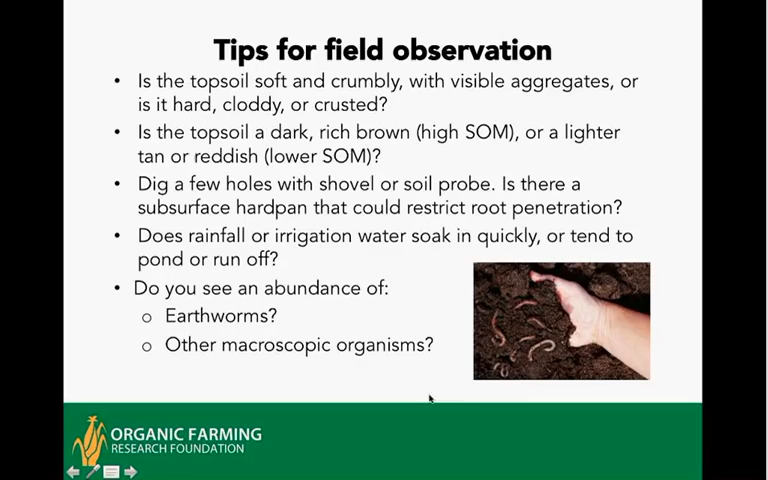 Tips for field observation
• Is the topsoil soft and crumbly, with visible aggregates, or
is it hard, cloddy, or crusted?
• Is the topsoil a dark, rich brown (high SOM), or a lighter
tan or reddish (lower SOM)?
• Dig a few holes with shovel or soil probe. Is there a
subsurface hardpan that could restrict root penetration?
• Does rainfall or irrigation water soak in quickly, or tend to
pond or run off?
• Do you see an abundance of:
o Earthworms?
o Other macroscopic organisms?
ORGANIC FARMING
RESEARCH FOUNDATION